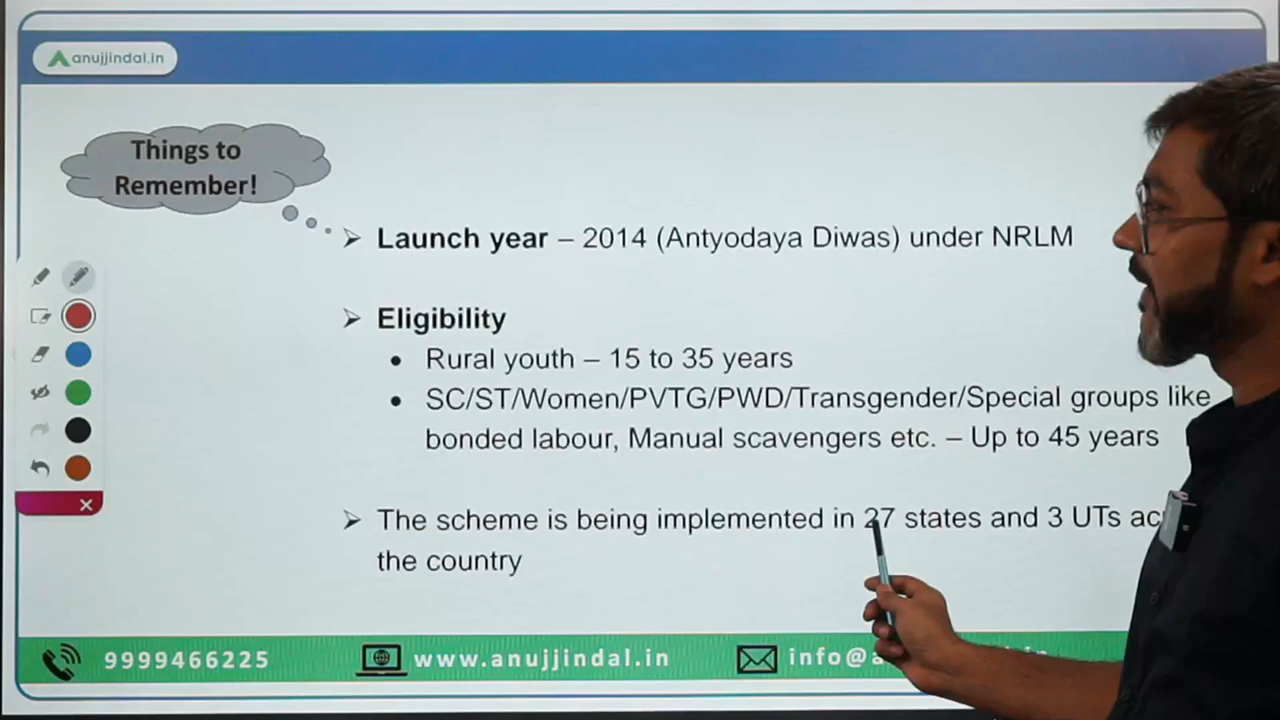 anujjindal.in
Things to
Remember!
➢ Launch year – 2014 (Antyodaya Diwas) under NRLM
➢ Eligibility
• Rural youth – 15 to 35 years
• SC/ST/Women/PVTG/PWD/Transgender/Special groups like
bonded labour, Manual scavengers etc. – Up to 45 years
➢ The scheme is being implemented in 27 states and 3 UTs
the country
9999466225
www.anujjindal.in